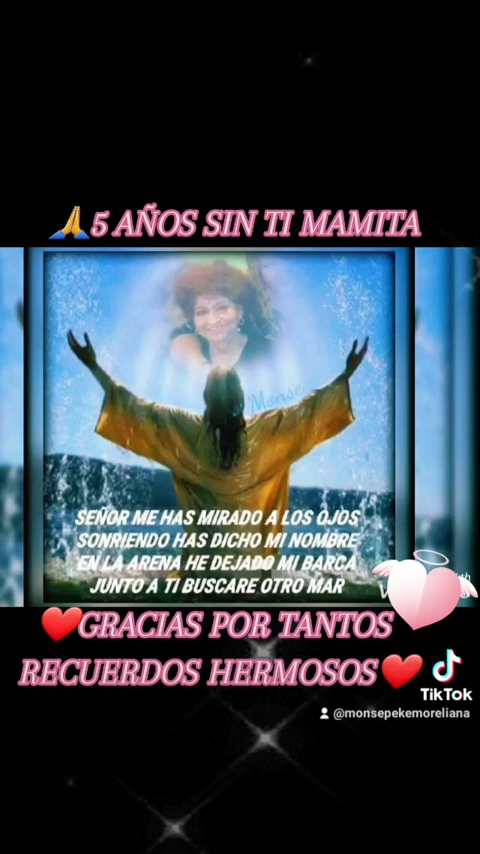 🙏5 AÑOS SIN TI MAMITA
Monse
SEÑOR ME HAS MIRADO A LOS OJOS
SONRIENDO HAS DICHO MI NOMBRE
EN LA ARENA HE DEJADO MI BARCA
JUNTO A TI BUSCARE OTRO MAR
❤️GRACIAS POR TANTOS
RECUERDOS HERMOSOS❤️
TikTok
@monsepekemoreliana